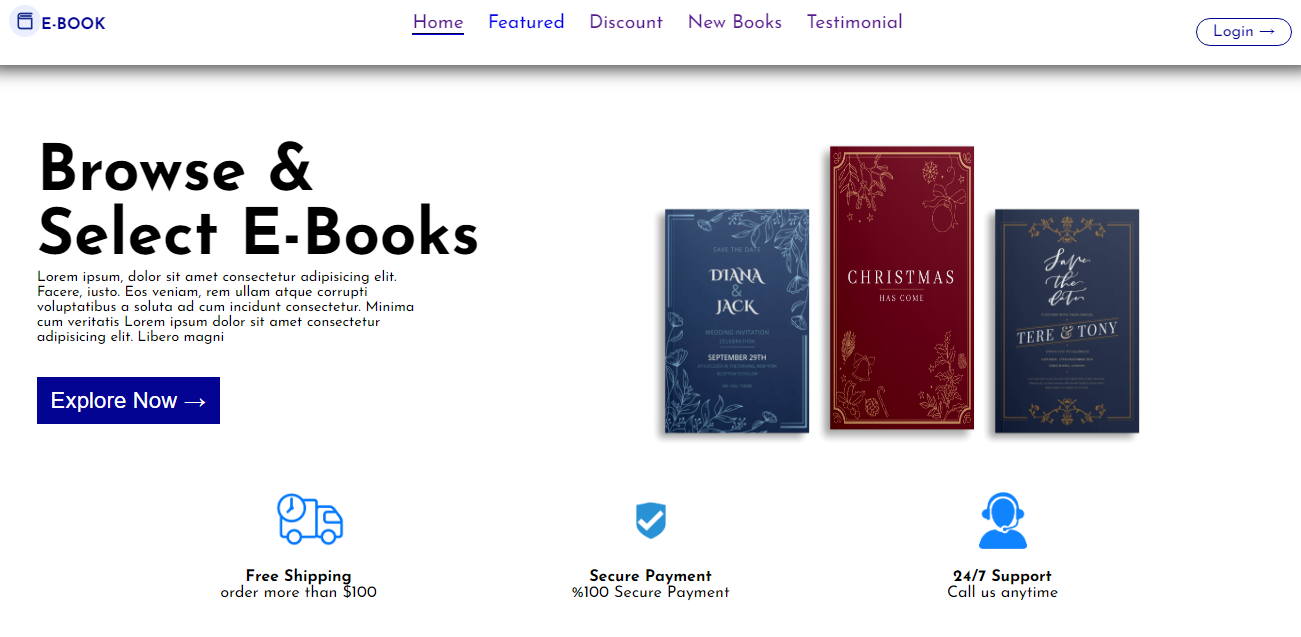 E-BOOK
Home Featured Discount New Books Testimonial
Login →
Browse &
Select E-Books
Lorem ipsum, dolor sit amet consectetur adipisicing elit.
Facere, iusto. Eos veniam, rem ullam atque corrupti
voluptatibus a soluta ad cum incidunt consectetur. Minima
cum veritatis Lorem ipsum dolor sit amet consectetur
adipisicing elit. Libero magni
Explore Now →
SAVE THE DATE
DIANA
&
JACK
WEDDING INVITATION
CELEBRATION
SEPTEMBER 29TH
CHRISTMAS
HAS COME
Save
the
date
TERE & TONY
Free Shipping
order more than $100
Secure Payment
%100 Secure Payment
24/7 Support
Call us anytime